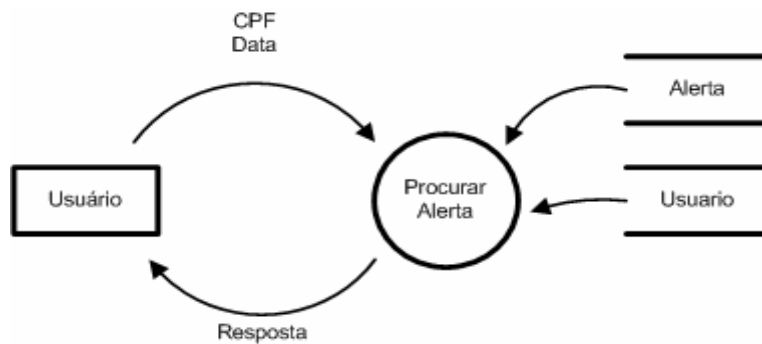 CPF
Data
Alerta
Usuário
Procurar
Alerta
Usuario
Resposta